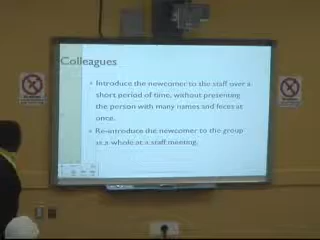 Colleagues
Introduce the newcomer to the staff over a
short period of time, without presenting
the person with many names and faces at
once.
Re-introduce the newcomer to the group
as a whole at a staff meeting.